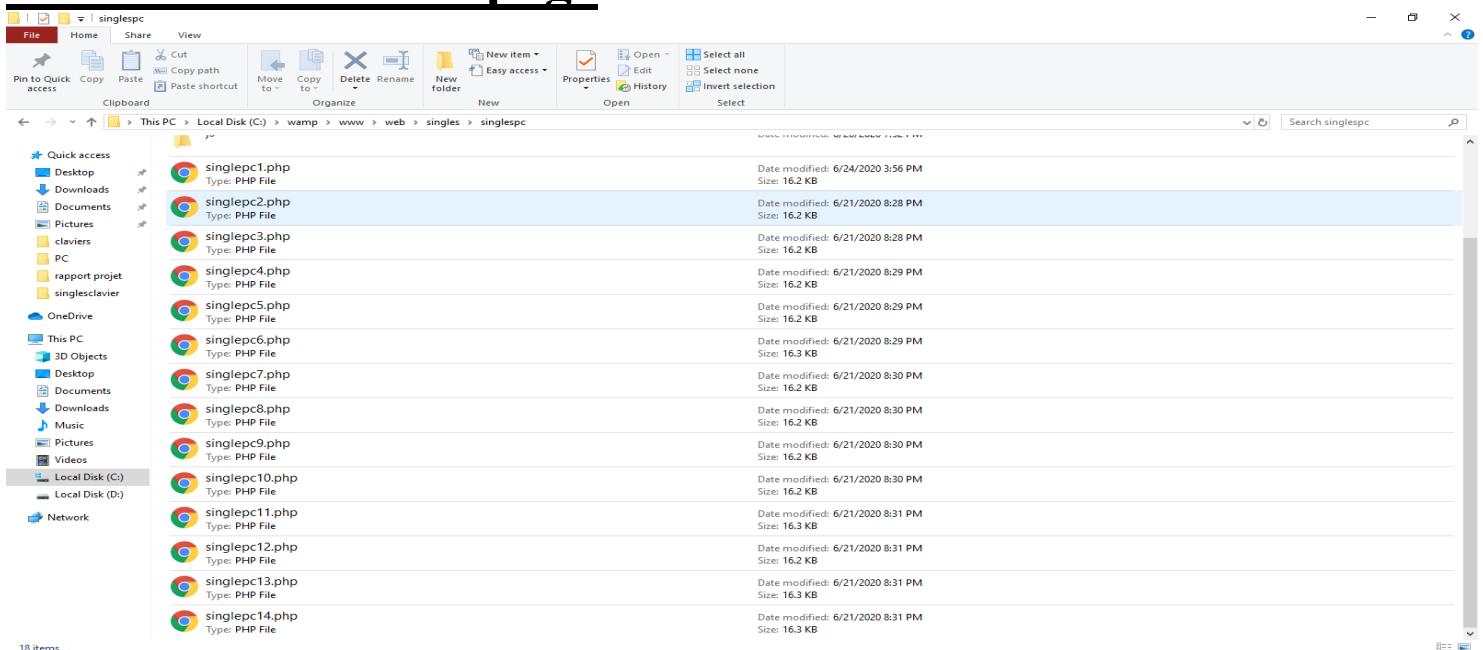 singlespc
File Home Share View
Pin to Quick access
Copy
Paste
Cut
Copy path
Paste shortcut
Clipboard
Move to
Copy to
Delete
Rename
Organize
New folder
New item
Easy access
New
Properties
Open
Edit
History
Open
Select all
Select none
Invert selection
Select
This PC > Local Disk (C:) > wamp > www > web > singles > singlespc
Search singlespc
Quick access
Desktop
Downloads
Documents
Pictures
claviers
PC
rapport projet
singlesclavier
OneDrive
This PC
3D Objects
Desktop
Documents
Downloads
Music
Pictures
Videos
Local Disk (C:)
Local Disk (D:)
Network
singlepc1.php Date modified: 6/24/2020 3:56 PM
Type: PHP File Size: 16.2 KB
singlepc2.php Date modified: 6/21/2020 8:28 PM
Type: PHP File Size: 16.2 KB
singlepc3.php Date modified: 6/21/2020 8:28 PM
Type: PHP File Size: 16.2 KB
singlepc4.php Date modified: 6/21/2020 8:29 PM
Type: PHP File Size: 16.2 KB
singlepc5.php Date modified: 6/21/2020 8:29 PM
Type: PHP File Size: 16.2 KB
singlepc6.php Date modified: 6/21/2020 8:29 PM
Type: PHP File Size: 16.3 KB
singlepc7.php Date modified: 6/21/2020 8:30 PM
Type: PHP File Size: 16.2 KB
singlepc8.php Date modified: 6/21/2020 8:30 PM
Type: PHP File Size: 16.2 KB
singlepc9.php Date modified: 6/21/2020 8:30 PM
Type: PHP File Size: 16.2 KB
singlepc10.php Date modified: 6/21/2020 8:30 PM
Type: PHP File Size: 16.2 KB
singlepc11.php Date modified: 6/21/2020 8:31 PM
Type: PHP File Size: 16.3 KB
singlepc12.php Date modified: 6/21/2020 8:31 PM
Type: PHP File Size: 16.2 KB
singlepc13.php Date modified: 6/21/2020 8:31 PM
Type: PHP File Size: 16.3 KB
singlepc14.php Date modified: 6/21/2020 8:31 PM
Type: PHP File Size: 16.3 KB
18 items